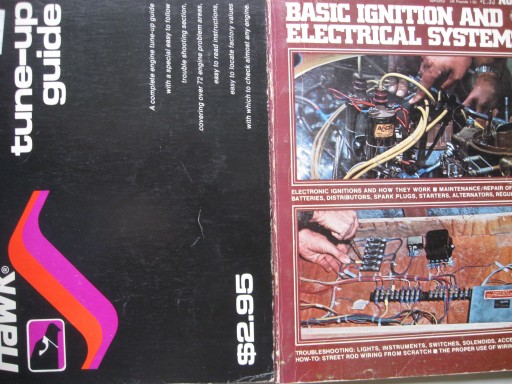 tune-up
guide
A complete engine tune-up guide
with a special easy to follow
trouble shooting section,
covering over 72 engine problem areas,
easy to read instructions,
easy to locate factory values
with which to check almost any engine.
hawk®
$2.95
BASIC IGNITION AND
ELECTRICAL SYSTEMS
ACCEL
ELECTRONIC IGNITIONS AND HOW THEY WORK ■ MAINTENANCE/REPAIR OF
BATTERIES, DISTRIBUTORS, SPARK PLUGS, STARTERS, ALTERNATORS,
TROUBLESHOOTING: LIGHTS, INSTRUMENTS, SWITCHES, SOLENOIDS,
HOW-TO: STREET ROD WIRING FROM SCRATCH ■ THE PROPER USE OF WIRING